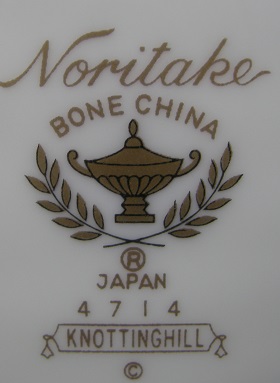 Noritake
BONE CHINA
®
JAPAN
4714
KNOTTINGHILL
©